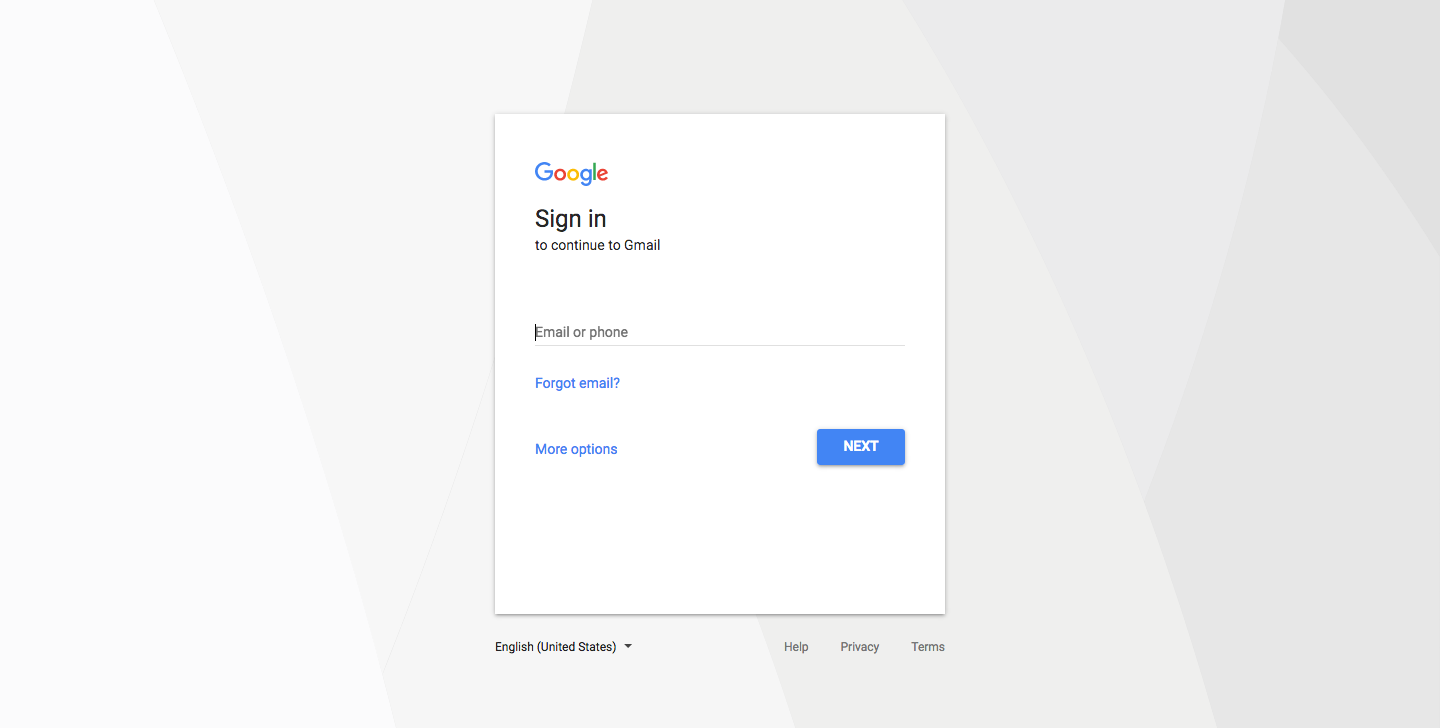 Google
Sign in
to continue to Gmail
Email or phone
Forgot email?
More options
NEXT
English (United States)
Help Privacy Terms